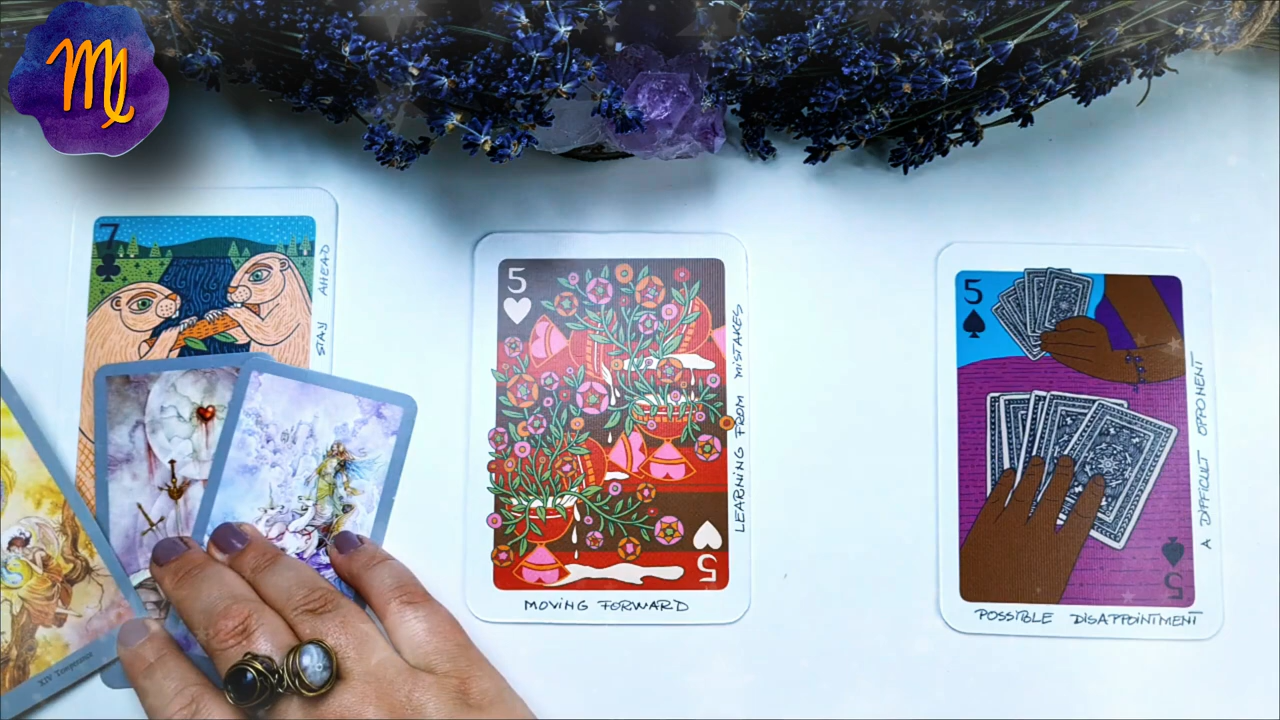 7
STAY AHEAD
XIV Temperance
5
LEARNING FROM MISTAKES
5
MOVING FORWARD
5
A DIFFICULT OPPONENT
5
POSSIBLE DISAPPOINTMENT